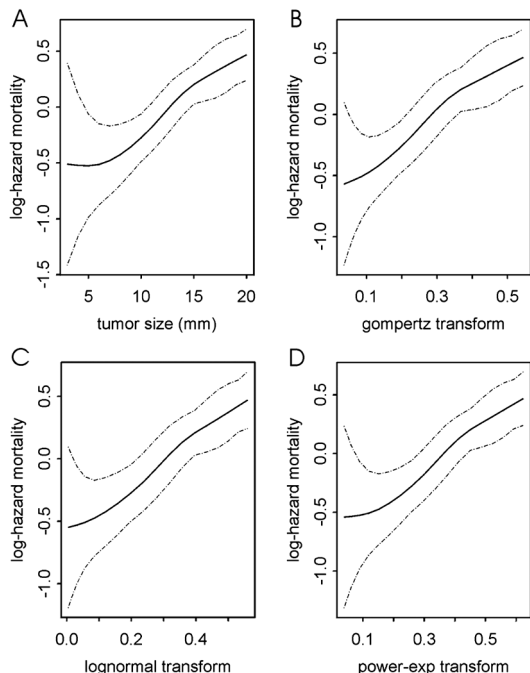 A
log-hazard mortality
0.5
0.0
-0.5
-1.0
-1.5
5 10 15 20
tumor size (mm)
B
log-hazard mortality
0.5
0.0
-0.5
-1.0
0.1 0.3 0.5
gompertz transform
C
log-hazard mortality
0.5
0.0
-0.5
-1.0
0.0 0.2 0.4
lognormal transform
D
log-hazard mortality
0.5
0.0
-0.5
-1.0
0.1 0.3 0.5
power-exp transform